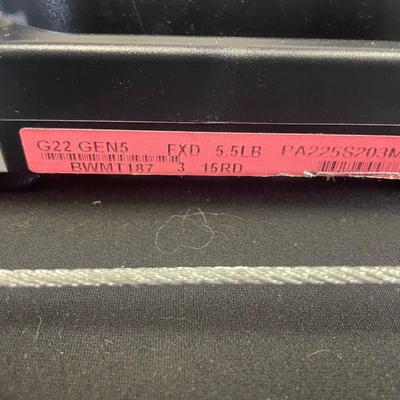 G22 GEN5 FXD 5.5LB PA225S203M
BWMT187 3 15RD